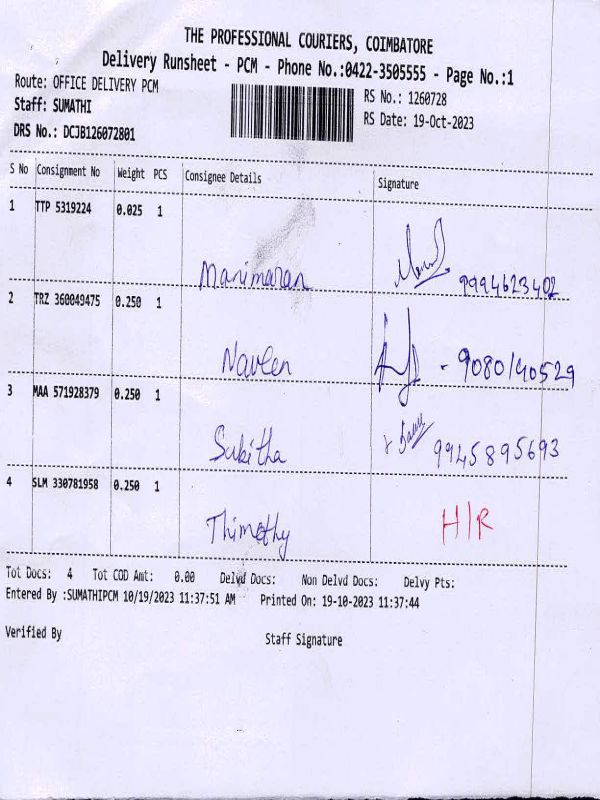 THE PROFESSIONAL COURIERS, COIMBATORE
Delivery Runsheet - PCM - Phone No.:0422-3505555 - Page No.:1
Route: OFFICE DELIVERY PCM
RS No.: 1260728
Staff: SUMATHI
RS Date: 19-Oct-2023
DRS No.: DCJB126072801
S No Consignment No Weight PCS Consignee Details Signature
1 TTP 5319224 0.025 1
Manimaran 9994623402
2 TRZ 360049475 0.250 1
Naveen - 9080140529
3 MAA 571928379 0.250 1
Sukitha 9945895693
4 SLM 330781958 0.250 1
Thimothy H/R
Tot Docs: 4 Tot COD Amt: 0.00 Delvd Docs: Non Delvd Docs: Delvy Pts:
Entered By :SUMATHIPCM 10/19/2023 11:37:51 AM Printed On: 19-10-2023 11:37:44
Verified By Staff Signature